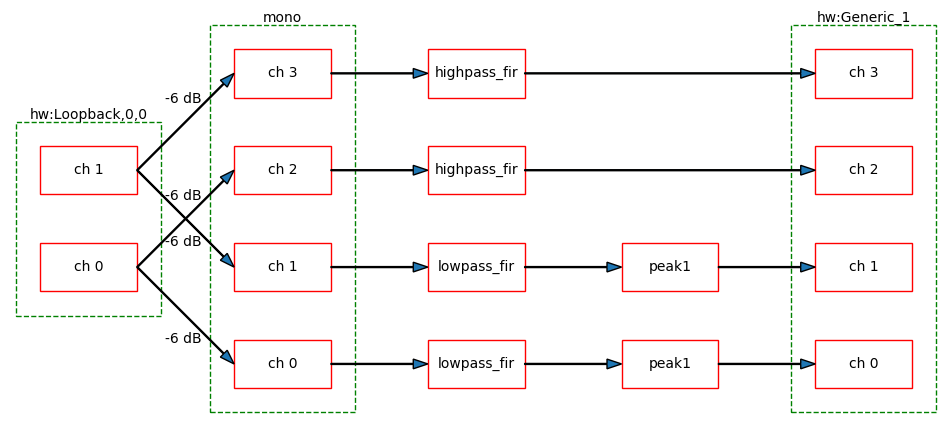 mono
hw:Generic_1
ch 3
highpass_fir
ch 3
-6 dB
hw:Loopback,0,0
ch 1
ch 2
highpass_fir
ch 2
-6 dB
-6 dB
ch 0
ch 1
lowpass_fir
peak1
ch 1
-6 dB
ch 0
lowpass_fir
peak1
ch 0